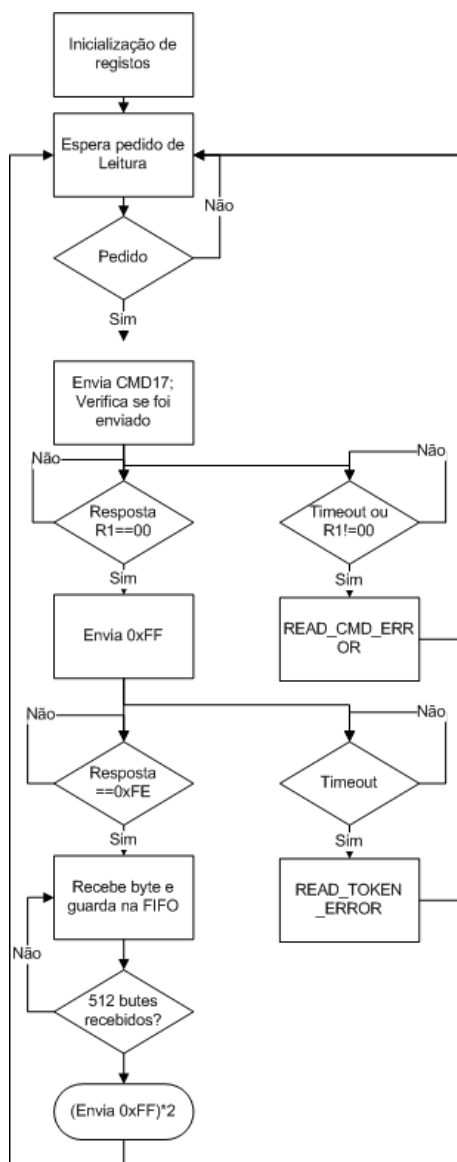 Inicialização de
registos
Espera pedido de
Leitura
Não
Pedido
Sim
Envia CMD17;
Verifica se foi
enviado
Não
Não
Resposta
R1==00
Timeout ou
R1!=00
Sim
Sim
Envia 0xFF
READ_CMD_ERR
OR
Não
Não
Resposta
==0xFE
Timeout
Sim
Sim
Recebe byte e
guarda na FIFO
READ_TOKEN
_ERROR
Não
512 butes
recebidos?
(Envia 0xFF)*2